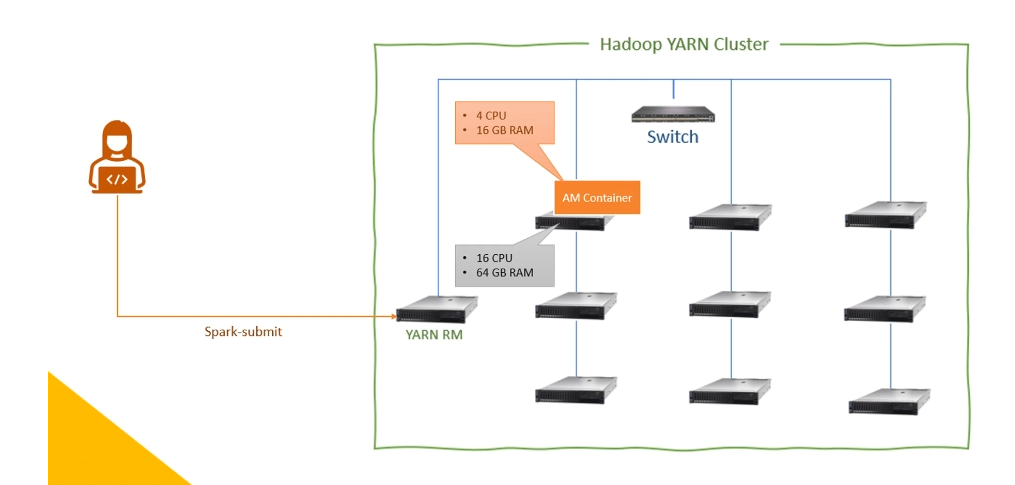 Hadoop YARN Cluster
• 4 CPU
• 16 GB RAM
Switch
</>
AM Container
• 16 CPU
• 64 GB RAM
Spark-submit
YARN RM